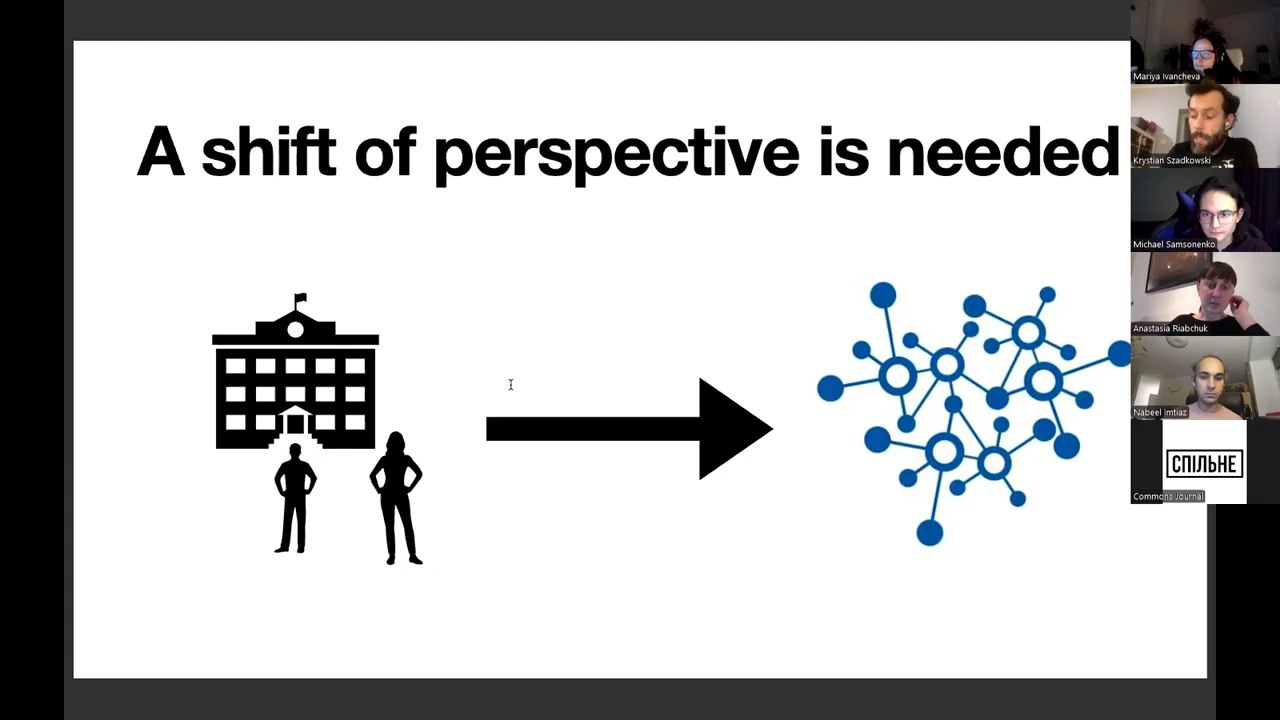 A shift of perspective is needed
Mariya Ivancheva
Krystian Szadkowski
Michael Samsonenko
Anastasia Riabchuk
Nabeel Imtiaz
СПІЛЬНЕ
Commons Journal